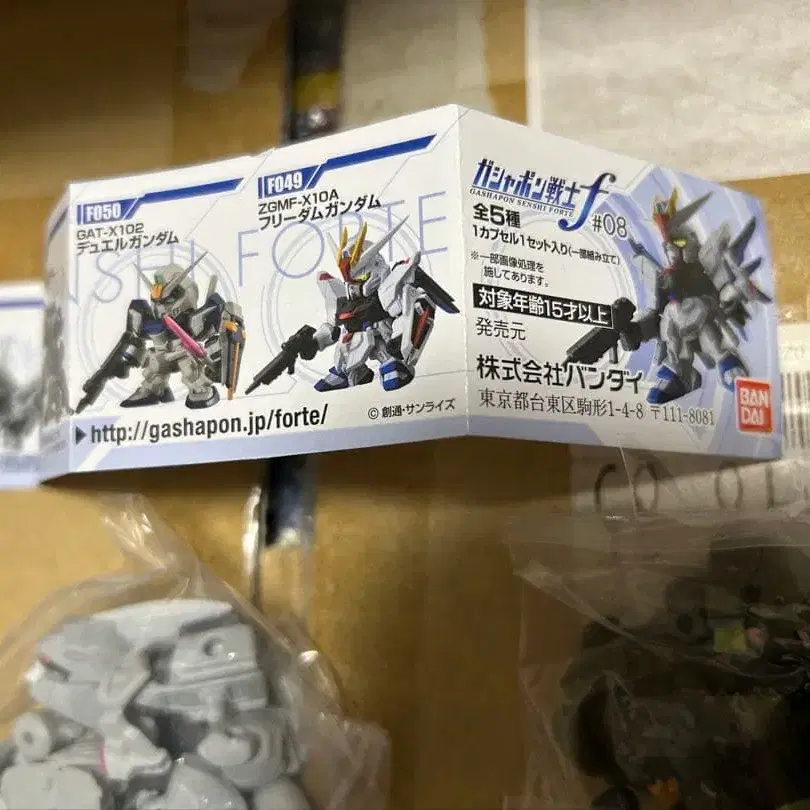 F050
GAT-X102
デュエルガンダム
F049
ZGMF-X10A
フリーダムガンダム
NSHI FORTE
http://gashapon.jp/forte/
© 創通・サンライズ
ガシャポン戦士f
GASHAPON SENSHI FORTE
#08
全5種
1カプセル1セット入り(一部組み立て)
※一部画像処理を
施してあります。
対象年齢15才以上
発売元
株式会社バンダイ
東京都台東区駒形1-4-8 〒111-8081
BAN
DAI